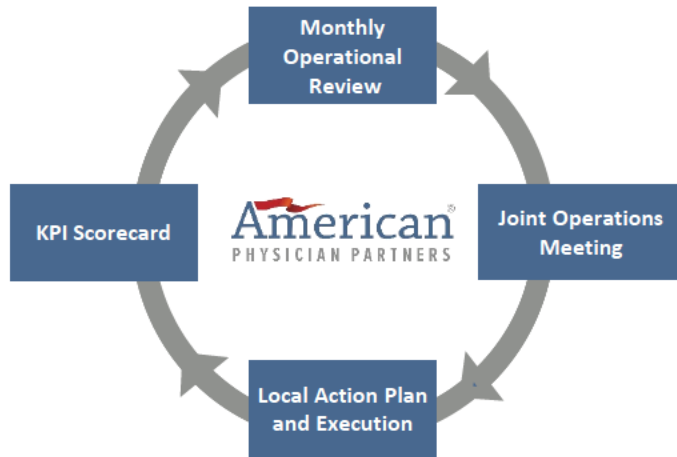 Monthly
Operational
Review
Joint Operations
Meeting
Local Action Plan
and Execution
KPI Scorecard
American®
PHYSICIAN PARTNERS